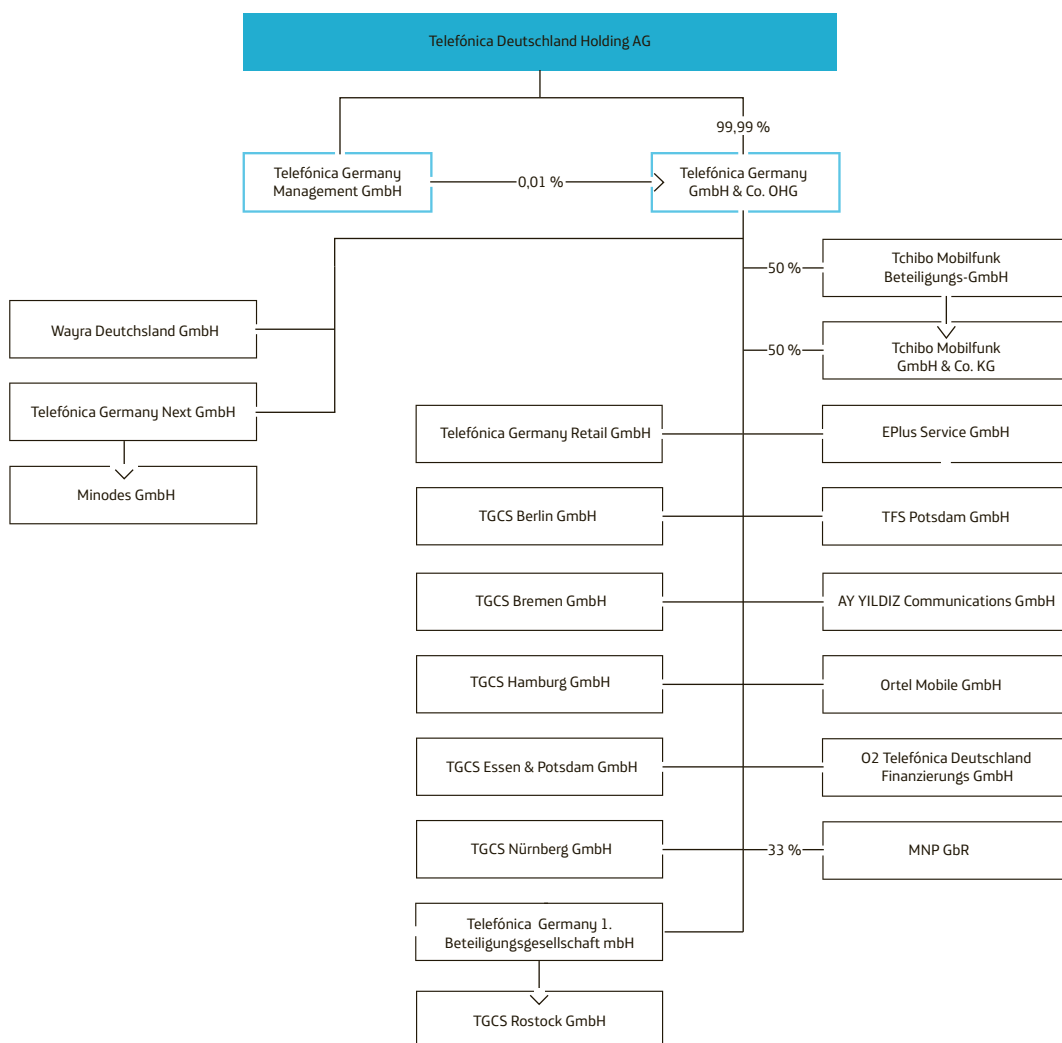 Telefónica Deutschland Holding AG
99,99 %
Telefónica Germany
Management GmbH
0,01 %
Telefónica Germany
GmbH & Co. OHG
50 %
Tchibo Mobilfunk
Beteiligungs-GmbH
Wayra Deutchsland GmbH
50 %
Tchibo Mobilfunk
GmbH & Co. KG
Telefónica Germany Next GmbH
Telefónica Germany Retail GmbH
EPlus Service GmbH
Minodes GmbH
TGCS Berlin GmbH
TFS Potsdam GmbH
TGCS Bremen GmbH
AY YILDIZ Communications GmbH
TGCS Hamburg GmbH
Ortel Mobile GmbH
TGCS Essen & Potsdam GmbH
O2 Telefónica Deutschland
Finanzierungs GmbH
TGCS Nürnberg GmbH
33 %
MNP GbR
Telefónica Germany 1.
Beteiligungsgesellschaft mbH
TGCS Rostock GmbH